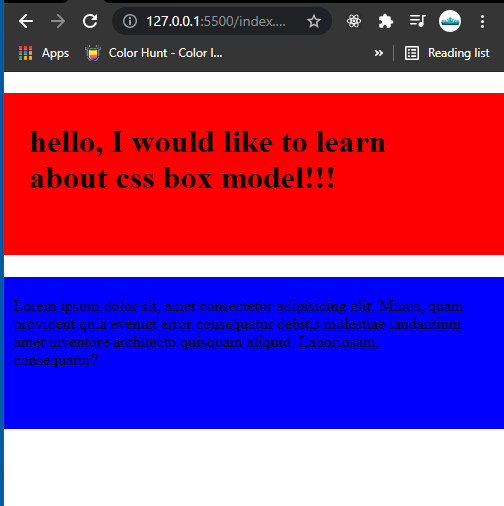 127.0.0.1:5500/index....
Apps
Color Hunt - Color I...
»
Reading list
hello, I would like to learn
about css box model!!!
Lorem ipsum dolor sit, amet consectetur adipisicing elit. Minus, quam
provident quia eveniet error consequatur debitis molestiae laudantium
amet inventore architecto quisquam aliquid. Laboriosam,
consequatur?